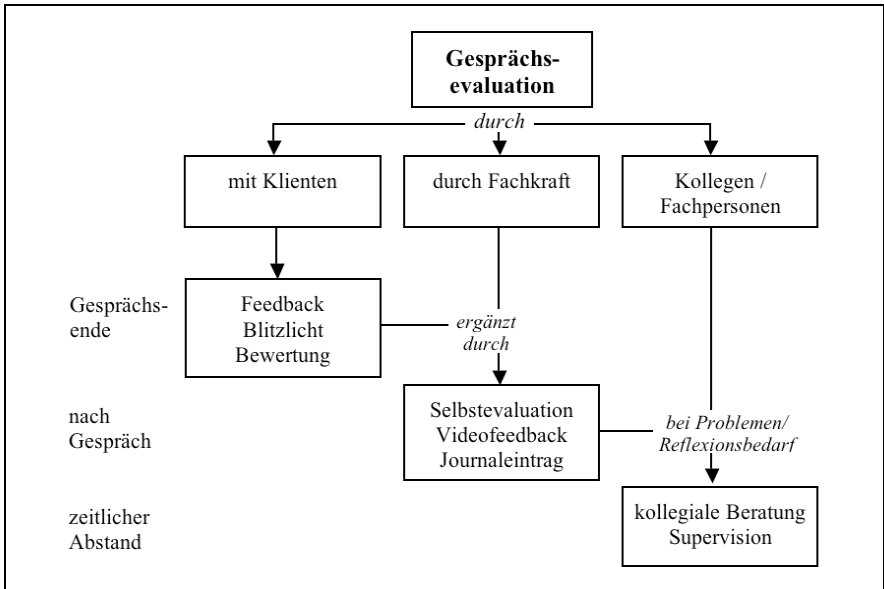 Gesprächs-
evaluation
durch
mit Klienten
durch Fachkraft
Kollegen /
Fachpersonen
Gesprächs-
ende
Feedback
Blitzlicht
Bewertung
ergänzt
durch
nach
Gespräch
Selbstevaluation
Videofeedback
Journaleintrag
bei Problemen/
Reflexionsbedarf
zeitlicher
Abstand
kollegiale Beratung
Supervision